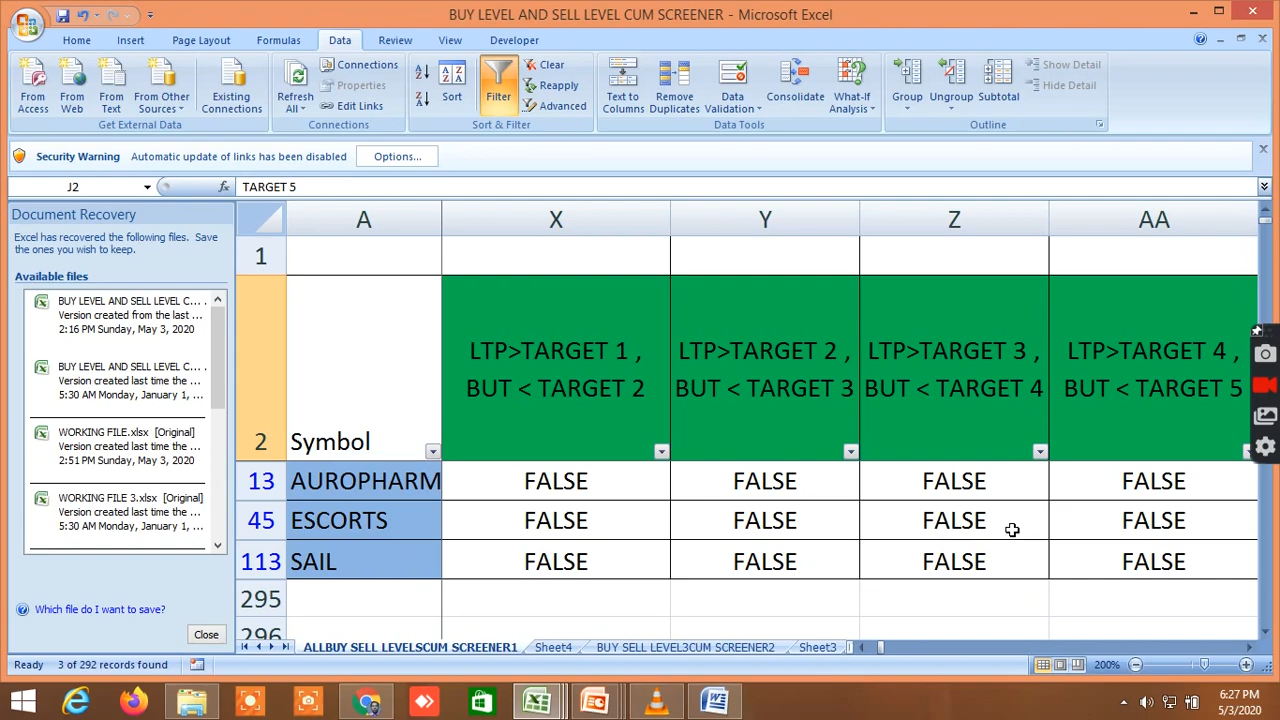 BUY LEVEL AND SELL LEVEL CUM SCREENER - Microsoft Excel
Home Insert Page Layout Formulas Data Review View Developer
From Access
From Web
From Text
From Other Sources
Existing Connections
Get External Data
Refresh All
Connections
Properties
Edit Links
Connections
Sort
Filter
Clear
Reapply
Advanced
Sort & Filter
Text to Columns
Remove Duplicates
Data Validation
Consolidate
What-If Analysis
Data Tools
Group
Ungroup
Subtotal
Show Detail
Hide Detail
Outline
Security Warning Automatic update of links has been disabled Options...
J2 fx TARGET 5
Document Recovery
Excel has recovered the following files. Save
the ones you wish to keep.
Available files
BUY LEVEL AND SELL LEVEL C...
Version created from the last ...
2:16 PM Sunday, May 3, 2020
BUY LEVEL AND SELL LEVEL C...
Version created last time the ...
5:30 AM Monday, January 1, ...
WORKING FILE.xlsx [Original]
Version created last time the ...
2:51 PM Sunday, May 3, 2020
WORKING FILE 3.xlsx [Original]
Version created last time the ...
5:30 AM Monday, January 1, ...
Which file do I want to save?
Close
A X Y Z AA
1
2 Symbol
LTP>TARGET 1 ,
BUT < TARGET 2
LTP>TARGET 2 ,
BUT < TARGET 3
LTP>TARGET 3 ,
BUT < TARGET 4
LTP>TARGET 4 ,
BUT < TARGET 5
13 AUROPHARM FALSE FALSE FALSE FALSE
45 ESCORTS FALSE FALSE FALSE FALSE
113 SAIL FALSE FALSE FALSE FALSE
295
296
ALLBUY SELL LEVELSCUM SCREENER1 Sheet4 BUY SELL LEVEL3CUM SCREENER2 Sheet3
Ready 3 of 292 records found 200%
6:27 PM
5/3/2020